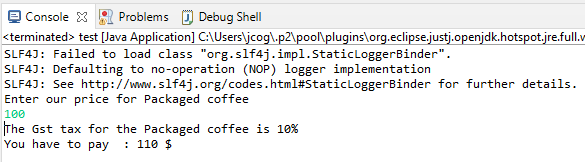 Console Problems Debug Shell
<terminated> test [Java Application] C:\Users\jcog\.p2\pool\plugins\org.eclipse.justj.openjdk.hotspot.jre.full.w
SLF4J: Failed to load class "org.slf4j.impl.StaticLoggerBinder".
SLF4J: Defaulting to no-operation (NOP) logger implementation
SLF4J: See http://www.slf4j.org/codes.html#StaticLoggerBinder for further details.
Enter our price for Packaged coffee
100
The Gst tax for the Packaged coffee is 10%
You have to pay  : 110 $